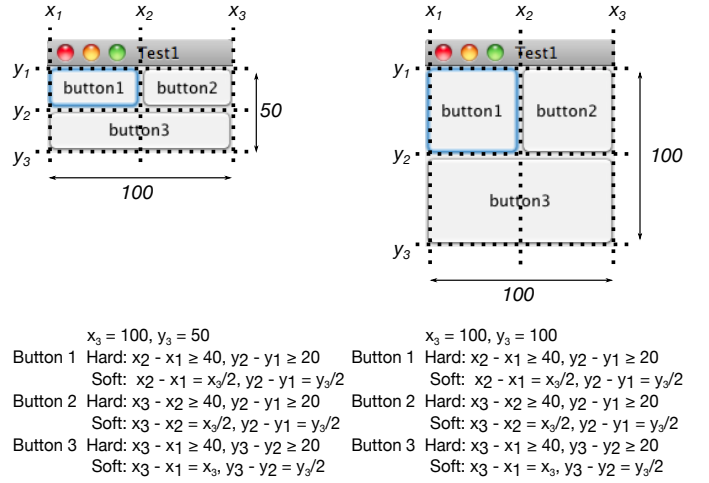 x₁ x₂ x₃
Test1
y₁
button1 button2
50
y₂
button3
y₃
100
x₁ x₂ x₃
Test1
y₁
button1 button2
100
y₂
button3
y₃
100
x₃ = 100, y₃ = 50
Button 1 Hard: x2 - x1 ≥ 40, y2 - y1 ≥ 20
Soft: x2 - x1 = x₃/2, y2 - y1 = y₃/2
Button 2 Hard: x3 - x2 ≥ 40, y2 - y1 ≥ 20
Soft: x3 - x2 = x₃/2, y2 - y1 = y₃/2
Button 3 Hard: x3 - x1 ≥ 40, y3 - y2 ≥ 20
Soft: x3 - x1 = x₃, y3 - y2 = y₃/2
x₃ = 100, y₃ = 100
Button 1 Hard: x2 - x1 ≥ 40, y2 - y1 ≥ 20
Soft: x2 - x1 = x₃/2, y2 - y1 = y₃/2
Button 2 Hard: x3 - x2 ≥ 40, y2 - y1 ≥ 20
Soft: x3 - x2 = x₃/2, y2 - y1 = y₃/2
Button 3 Hard: x3 - x1 ≥ 40, y3 - y2 ≥ 20
Soft: x3 - x1 = x₃, y3 - y2 = y₃/2